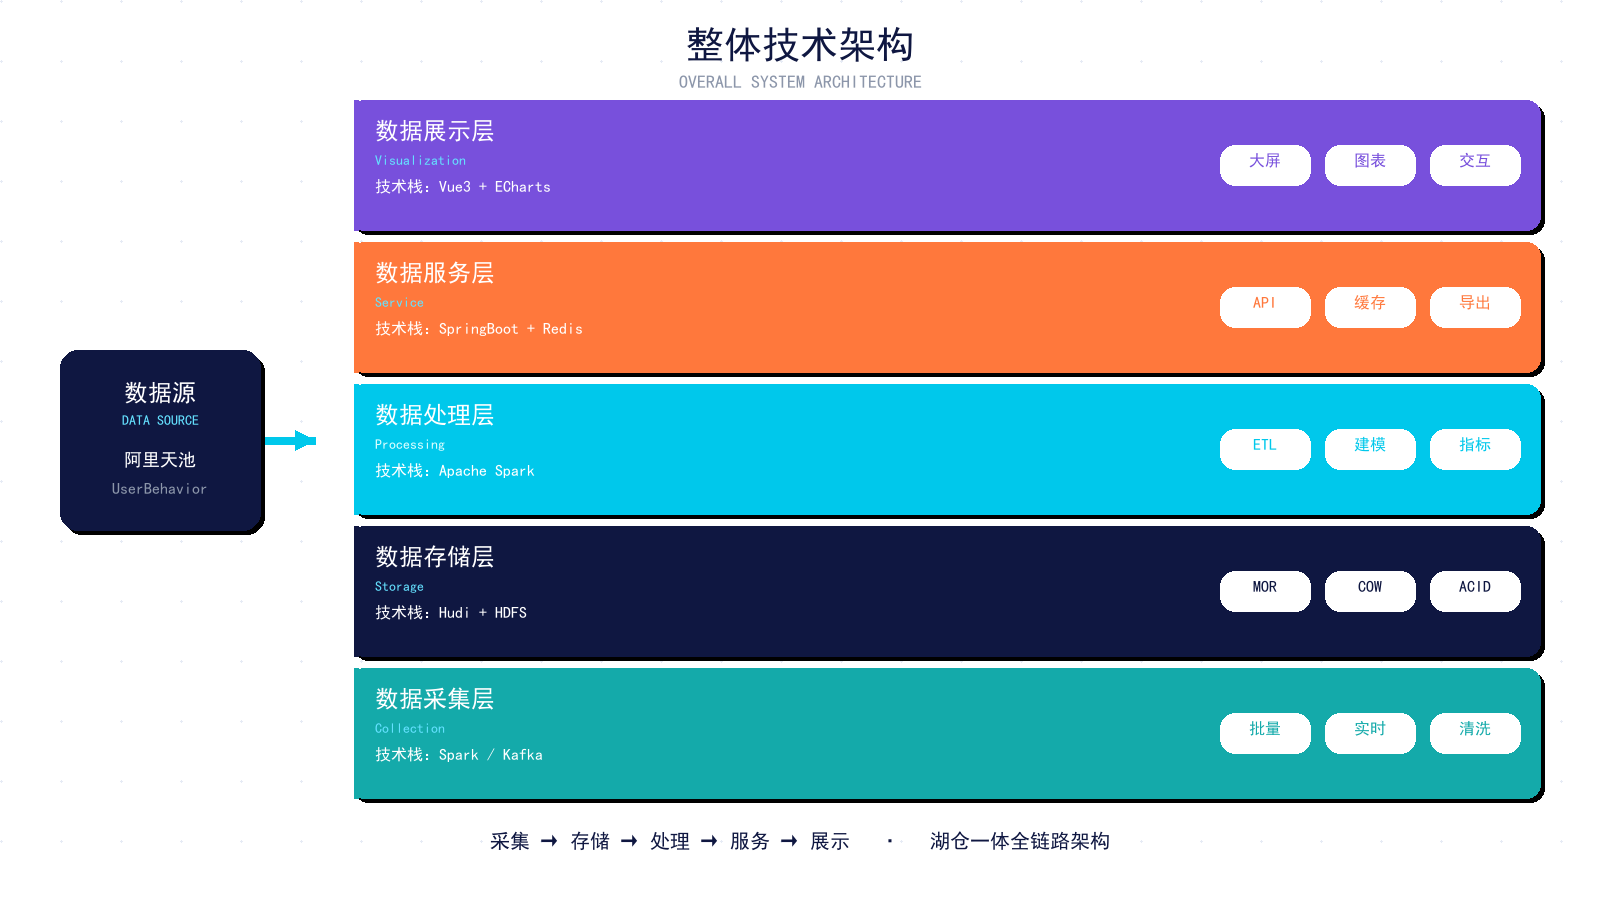 整体技术架构
OVERALL SYSTEM ARCHITECTURE
数据源
DATA SOURCE
阿里天池
UserBehavior
数据展示层
Visualization
技术栈: Vue3 + ECharts
大屏 图表 交互
数据服务层
Service
技术栈: SpringBoot + Redis
API 缓存 导出
数据处理层
Processing
技术栈: Apache Spark
ETL 建模 指标
数据存储层
Storage
技术栈: Hudi + HDFS
MOR COW ACID
数据采集层
Collection
技术栈: Spark / Kafka
批量 实时 清洗
采集 → 存储 → 处理 → 服务 → 展示 · 湖仓一体全链路架构